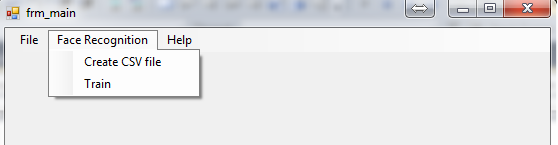 frm_main
File Face Recognition Help
Create CSV file
Train